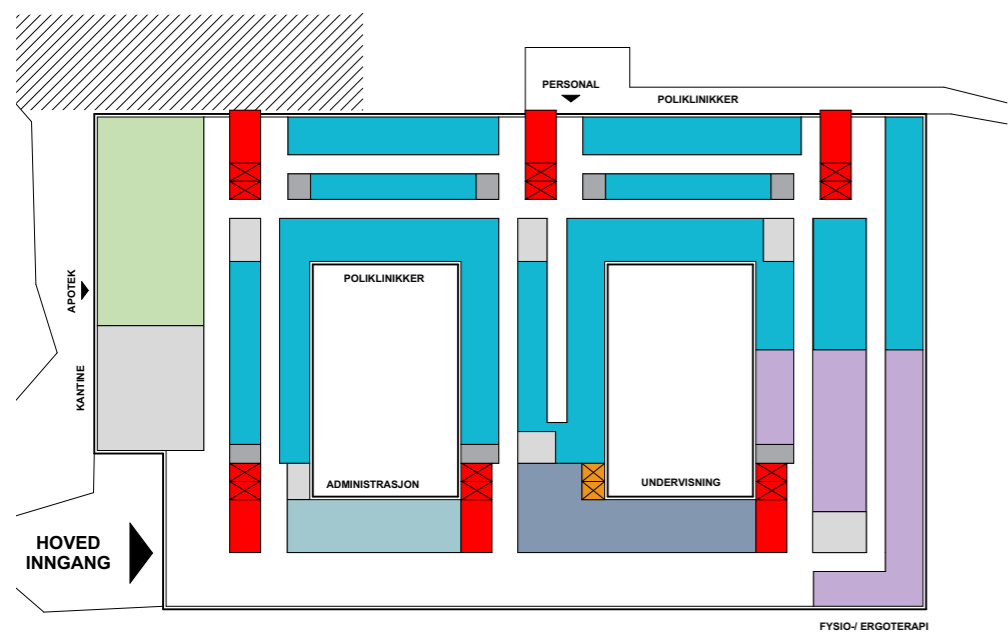 PERSONAL
POLIKLINIKKER
POLIKLINIKKER
APOTEK
KANTINE
ADMINISTRASJON
UNDERVISNING
HOVED
INNGANG
FYSIO-/ ERGOTERAPI